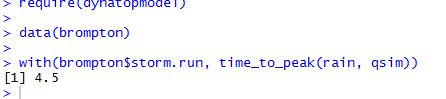 > require(dynatopmodel)
>
> data(brompton)
>
> with(brompton$storm.run, time_to_peak(rain, qsim))
[1] 4.5
>